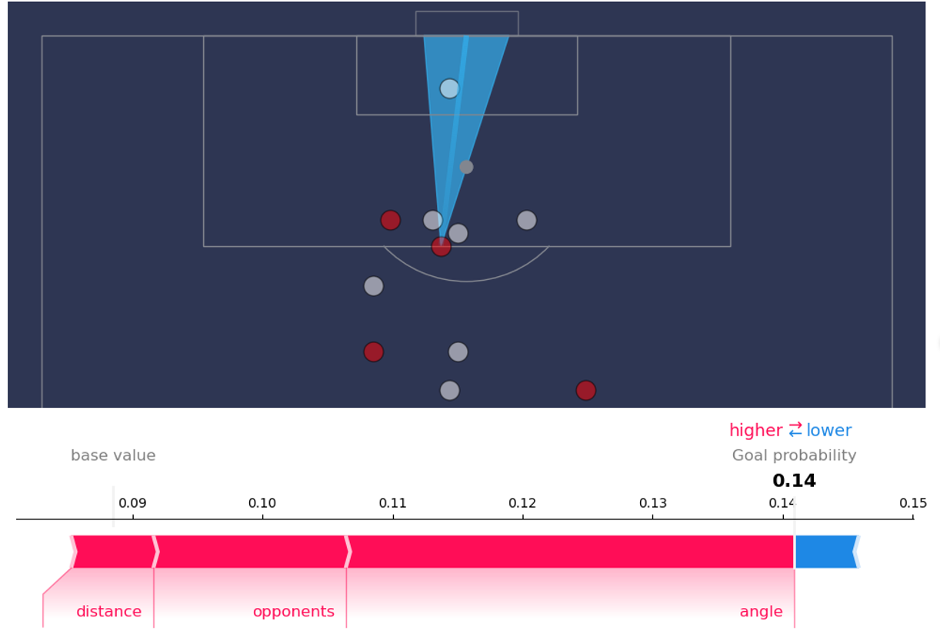 higher ⇄ lower
base value
Goal probability
0.14
0.09 0.10 0.11 0.12 0.13 0.14 0.15
distance opponents angle